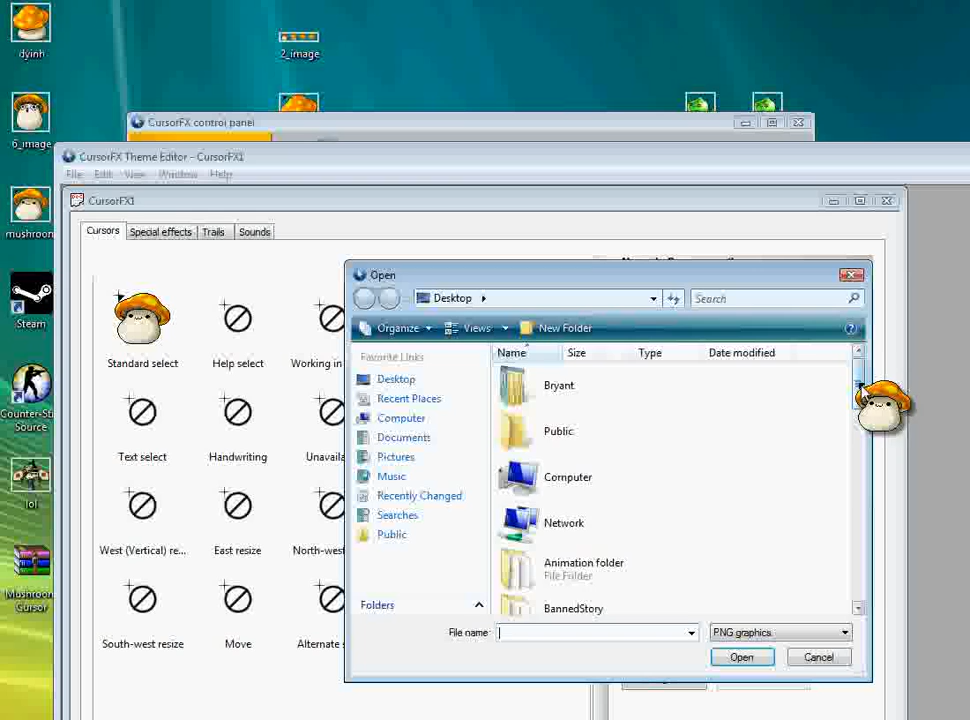 dyinh
2_image
6_image
CursorFX control panel
CursorFX Theme Editor - CursorFX1
File Edit View Window Help
CursorFX1
Cursors Special effects Trails Sounds
mushroom
Steam
Counter-St
Source
lol
Mushroom
Cursor
Standard select
Help select
Working in
Text select
Handwriting
Unavaila
West (Vertical) re...
East resize
North-west
South-west resize
Move
Alternate s
Open
Desktop
Search
Organize
Views
New Folder
Favorite Links
Desktop
Recent Places
Computer
Documents
Pictures
Music
Recently Changed
Searches
Public
Folders
Name Size Type Date modified
Bryant
Public
Computer
Network
Animation folder
File Folder
BannedStory
File name
PNG graphics
Open Cancel